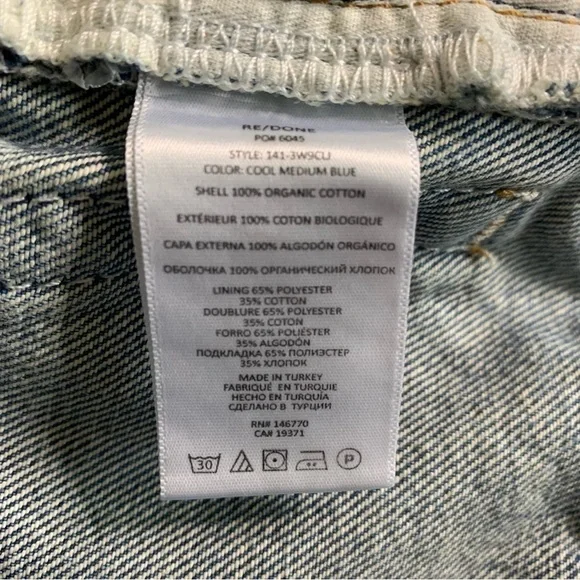 RE/DONE
PO# 6045
STYLE: 141-3W9CLJ
COLOR: COOL MEDIUM BLUE
SHELL 100% ORGANIC COTTON
EXTÉRIEUR 100% COTON BIOLOGIQUE
CAPA EXTERNA 100% ALGODÓN ORGÁNICO
ОБОЛОЧКА 100% ОРГАНИЧЕСКИЙ ХЛОПОК
LINING 65% POLYESTER
35% COTTON
DOUBLURE 65% POLYESTER
35% COTON
FORRO 65% POLIÉSTER
35% ALGODÓN
ПОДКЛАДКА 65% ПОЛИЭСТЕР
35% ХЛОПОК
MADE IN TURKEY
FABRIQUÉ EN TURQUIE
HECHO EN TURQUÍA
СДЕЛАНО В ТУРЦИИ
RN# 146770
CA# 19371
30 P